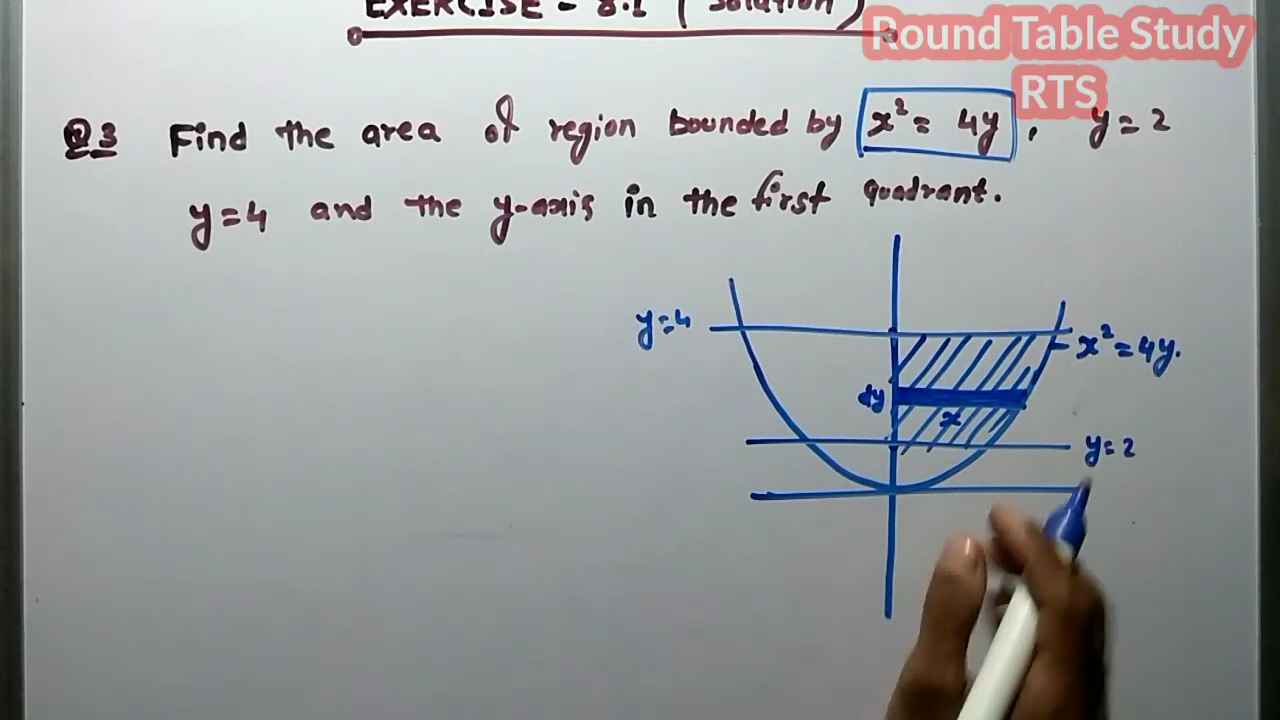 EXERCISE - 8.1 ( Solution )
Round Table Study
RTS
Q3 Find the area of region bounded by x² = 4y, y = 2
y = 4 and the y-axis in the first quadrant.
y = 4
x² = 4y.
dy
x
y = 2